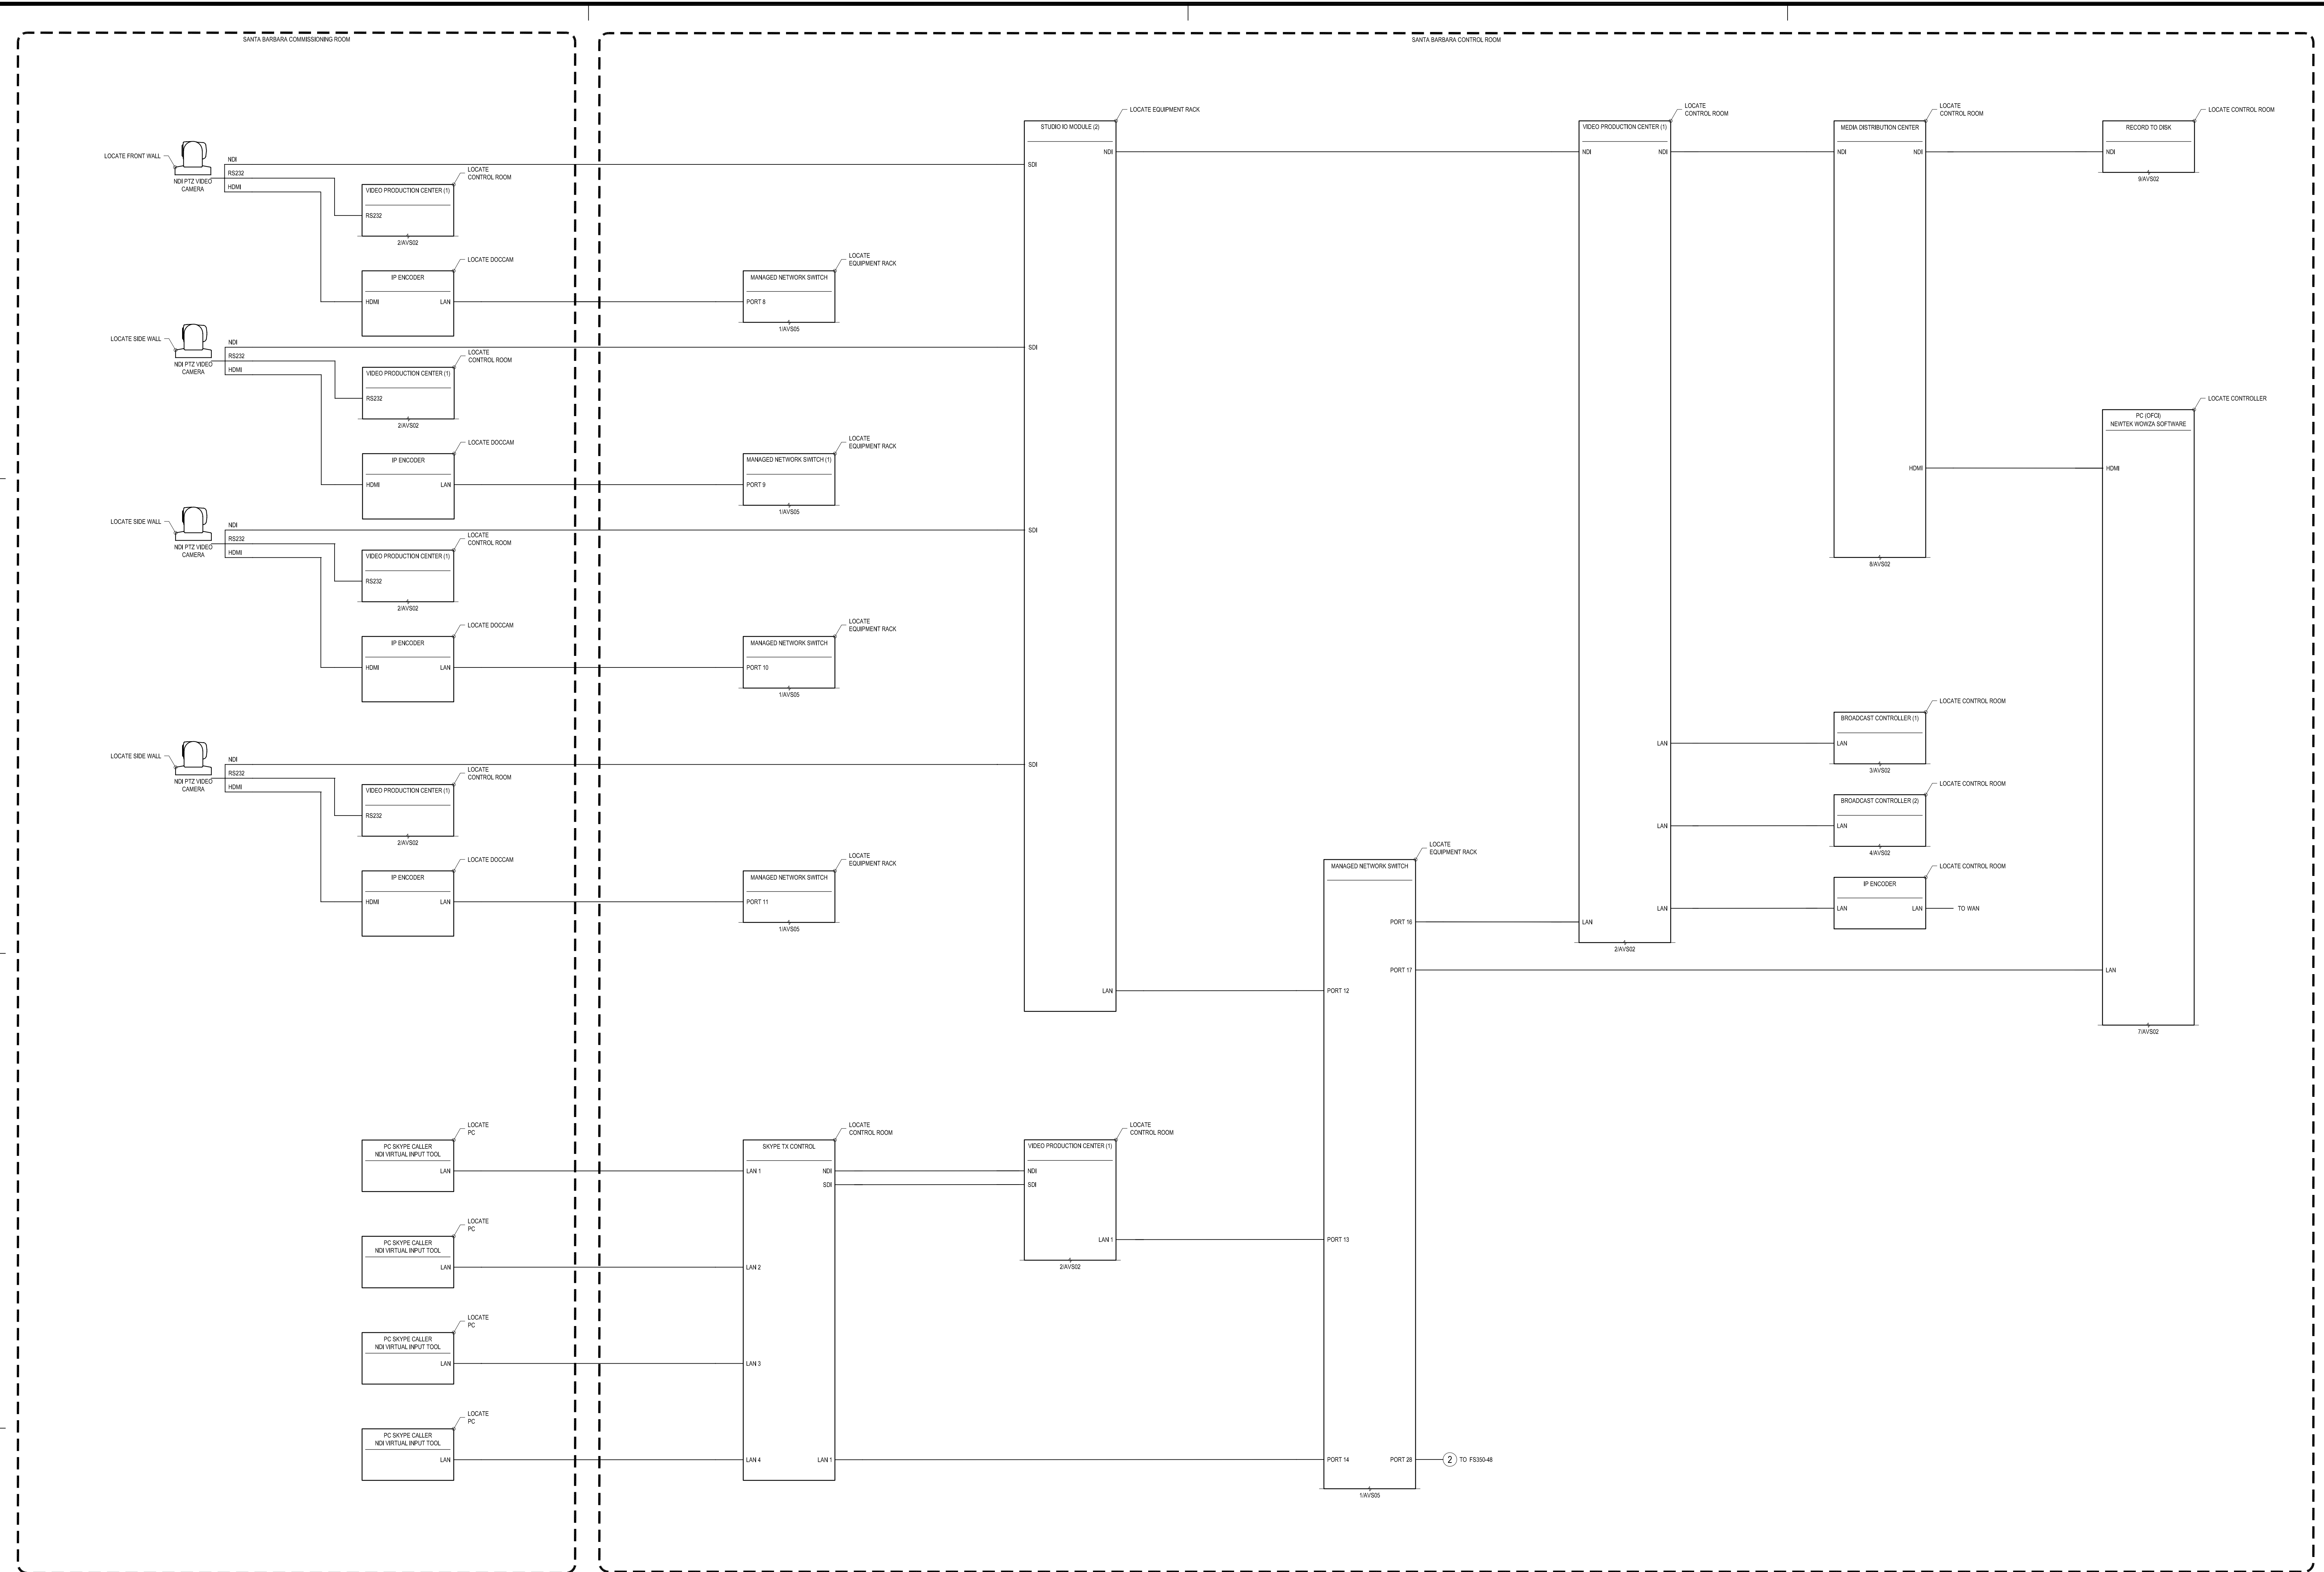 SANTA BARBARA COMMISSIONING ROOM
LOCATE FRONT WALL
NDI PTZ VIDEO
CAMERA
NDI
RS232
HDMI
LOCATE
CONTROL ROOM
VIDEO PRODUCTION CENTER (1)
RS232
2/AVS02
LOCATE DOCCAM
IP ENCODER
HDMI
LAN
LOCATE SIDE WALL
NDI PTZ VIDEO
CAMERA
NDI
RS232
HDMI
LOCATE
CONTROL ROOM
VIDEO PRODUCTION CENTER (1)
RS232
2/AVS02
LOCATE DOCCAM
IP ENCODER
HDMI
LAN
LOCATE SIDE WALL
NDI PTZ VIDEO
CAMERA
NDI
RS232
HDMI
LOCATE
CONTROL ROOM
VIDEO PRODUCTION CENTER (1)
RS232
2/AVS02
LOCATE DOCCAM
IP ENCODER
HDMI
LAN
LOCATE SIDE WALL
NDI PTZ VIDEO
CAMERA
NDI
RS232
HDMI
LOCATE
CONTROL ROOM
VIDEO PRODUCTION CENTER (1)
RS232
2/AVS02
LOCATE DOCCAM
IP ENCODER
HDMI
LAN
LOCATE
PC
PC SKYPE CALLER
NDI VIRTUAL INPUT TOOL
LAN
LOCATE
PC
PC SKYPE CALLER
NDI VIRTUAL INPUT TOOL
LAN
LOCATE
PC
PC SKYPE CALLER
NDI VIRTUAL INPUT TOOL
LAN
LOCATE
PC
PC SKYPE CALLER
NDI VIRTUAL INPUT TOOL
LAN
SANTA BARBARA CONTROL ROOM
LOCATE
EQUIPMENT RACK
MANAGED NETWORK SWITCH
PORT 8
1/AVS05
LOCATE
EQUIPMENT RACK
MANAGED NETWORK SWITCH (1)
PORT 9
1/AVS05
LOCATE
EQUIPMENT RACK
MANAGED NETWORK SWITCH
PORT 10
1/AVS05
LOCATE
EQUIPMENT RACK
MANAGED NETWORK SWITCH
PORT 11
1/AVS05
LOCATE
CONTROL ROOM
SKYPE TX CONTROL
LAN 1
NDI
SDI
LAN 2
LAN 3
LAN 4
LAN 1
LOCATE EQUIPMENT RACK
STUDIO IO MODULE (2)
NDI
SDI
SDI
SDI
SDI
LAN
LOCATE
CONTROL ROOM
VIDEO PRODUCTION CENTER (1)
NDI
SDI
LAN 1
2/AVS02
LOCATE
EQUIPMENT RACK
MANAGED NETWORK SWITCH
PORT 16
PORT 17
PORT 12
PORT 13
PORT 14
PORT 28
2 TO FS350-48
1/AVS05
LOCATE
CONTROL ROOM
VIDEO PRODUCTION CENTER (1)
NDI
NDI
LAN
LAN
LAN
LAN
2/AVS02
LOCATE
CONTROL ROOM
MEDIA DISTRIBUTION CENTER
NDI
NDI
HDMI
8/AVS02
LOCATE CONTROL ROOM
BROADCAST CONTROLLER (1)
LAN
3/AVS02
LOCATE CONTROL ROOM
BROADCAST CONTROLLER (2)
LAN
4/AVS02
LOCATE CONTROL ROOM
IP ENCODER
LAN
LAN
TO WAN
LOCATE CONTROL ROOM
RECORD TO DISK
NDI
9/AVS02
LOCATE CONTROLLER
PC (OFCI)
NEWTEK WOWZA SOFTWARE
HDMI
LAN
7/AVS02